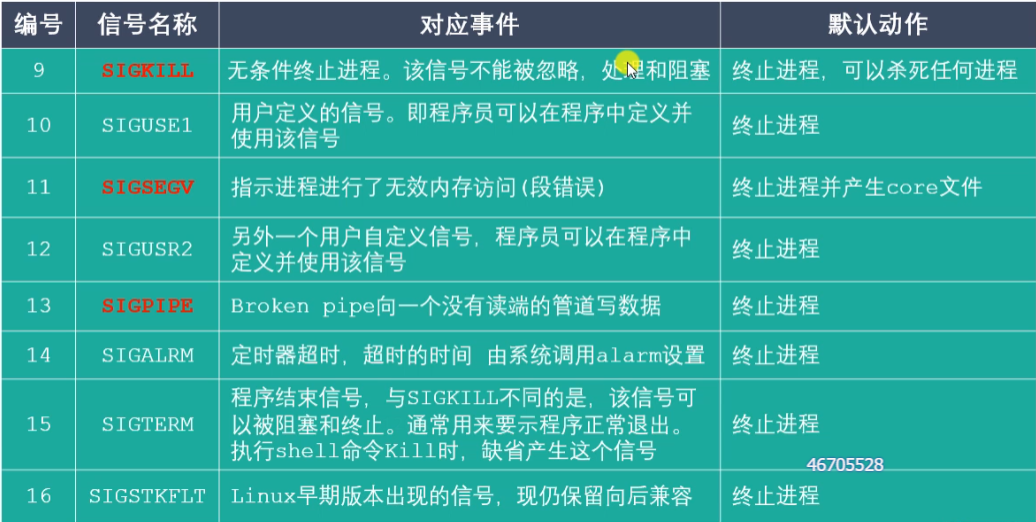 编号 信号名称 对应事件 默认动作
9 SIGKILL 无条件终止进程。该信号不能被忽略，处理和阻塞 终止进程，可以杀死任何进程
10 SIGUSE1 用户定义的信号。即程序员可以在程序中定义并
使用该信号 终止进程
11 SIGSEGV 指示进程进行了无效内存访问(段错误) 终止进程并产生core文件
12 SIGUSR2 另外一个用户自定义信号，程序员可以在程序中
定义并使用该信号 终止进程
13 SIGPIPE Broken pipe向一个没有读端的管道写数据 终止进程
14 SIGALRM 定时器超时，超时的时间 由系统调用alarm设置 终止进程
15 SIGTERM 程序结束信号，与SIGKILL不同的是，该信号可
以被阻塞和终止。通常用来要示程序正常退出。
执行shell命令Kill时，缺省产生这个信号 终止进程
46705528
16 SIGSTKFLT Linux早期版本出现的信号，现仍保留向后兼容 终止进程